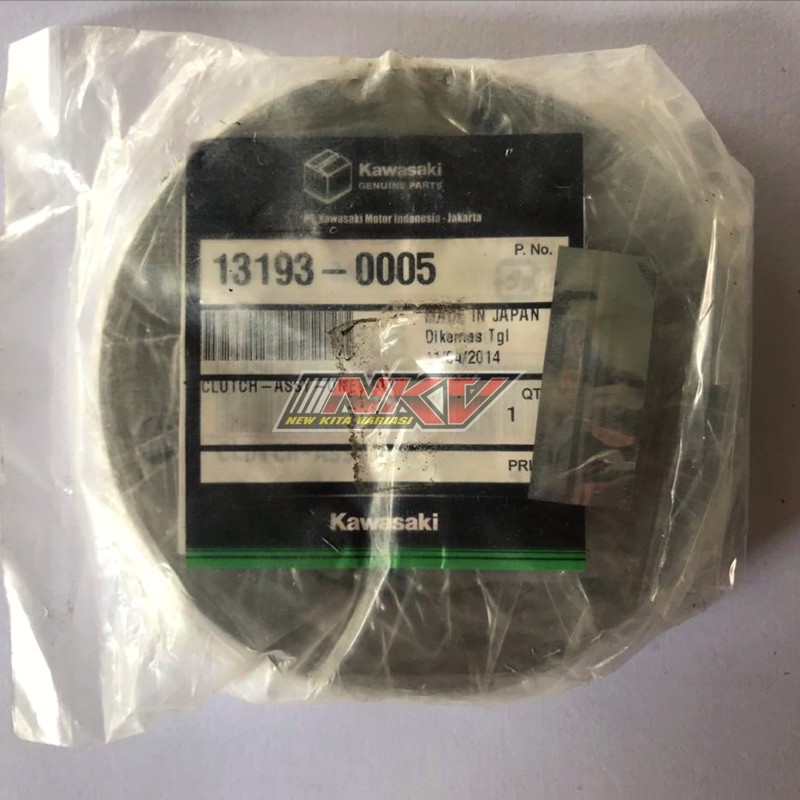 Kawasaki
GENUINE PARTS
PT. Kawasaki Motor Indonesia - Jakarta
P. No.
13193-0005
MADE IN JAPAN
Dikemas Tgl
11/04/2014
CLUTCH-ASSY
NKV
NEW KITA VARIASI
QT
1
PRI
Kawasaki